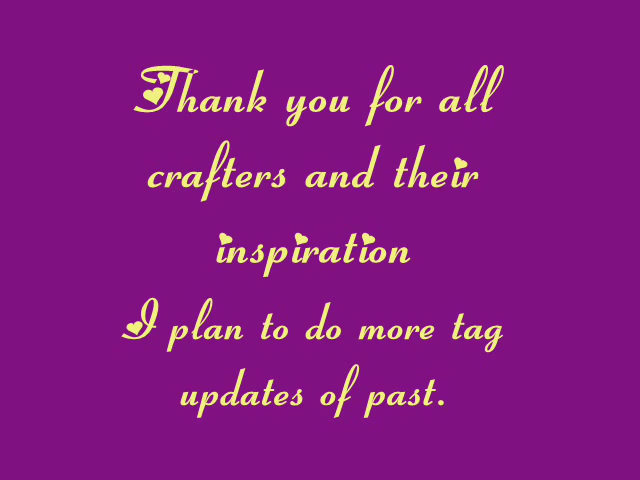 Thank you for all
crafters and their
inspiration
I plan to do more tag
updates of past.